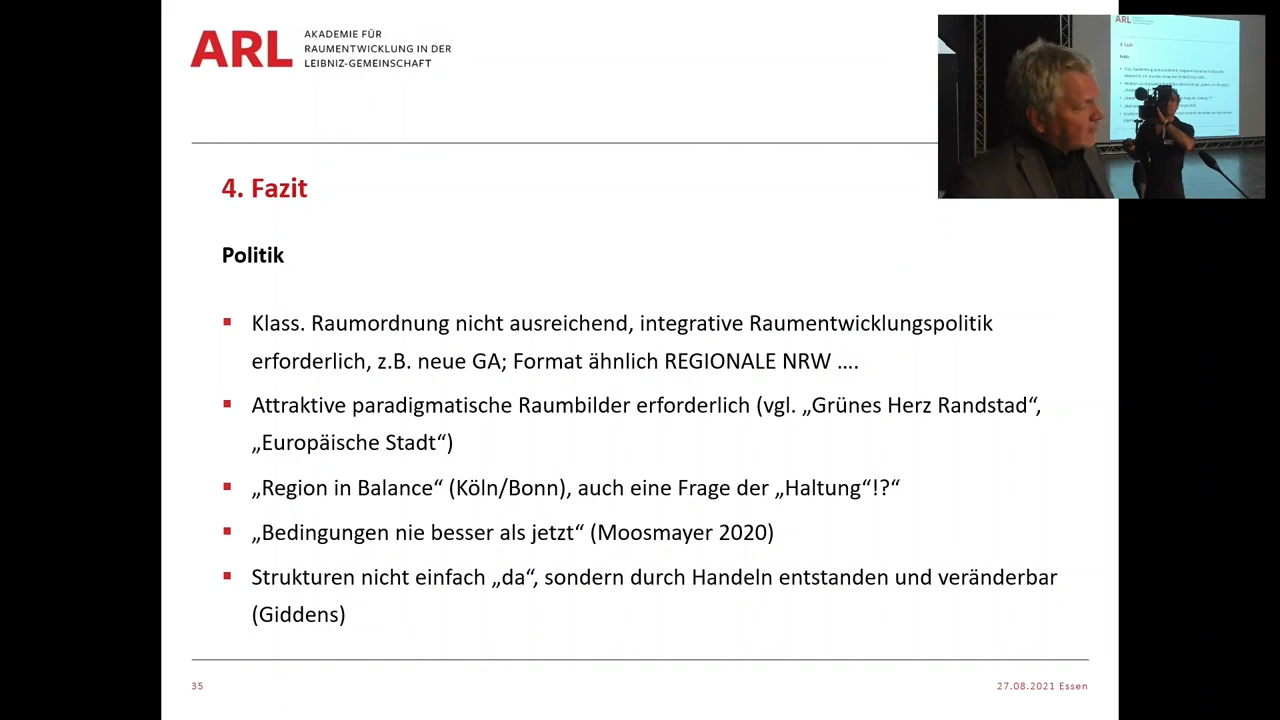 ARL
AKADEMIE FÜR
RAUMENTWICKLUNG IN DER
LEIBNIZ-GEMEINSCHAFT
ARL
4. Fazit
4. Fazit
Politik
Klass. Raumordnung nicht ausreichend, integrative Raumentwicklungspolitik
erforderlich, z.B. neue GA; Format ähnlich REGIONALE NRW ....
Attraktive paradigmatische Raumbilder erforderlich (vgl. „Grünes Herz Randstad“,
„Europäische Stadt“)
„Region in Balance“ (Köln/Bonn), auch eine Frage der „Haltung“!?“
„Bedingungen nie besser als jetzt“ (Moosmayer 2020)
Strukturen nicht einfach „da“, sondern durch Handeln entstanden und veränderbar
(Giddens)
35
27.08.2021 Essen